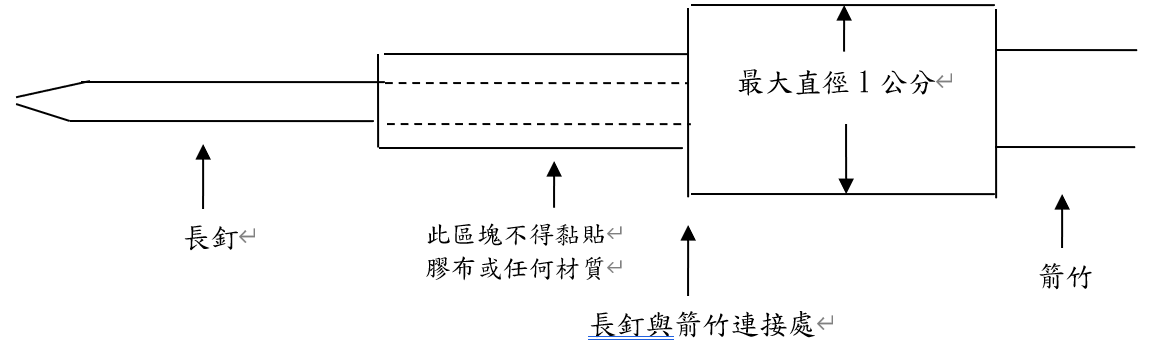 最大直徑1公分
長釘
此區塊不得黏貼
膠布或任何材質
長釘與箭竹連接處
箭竹